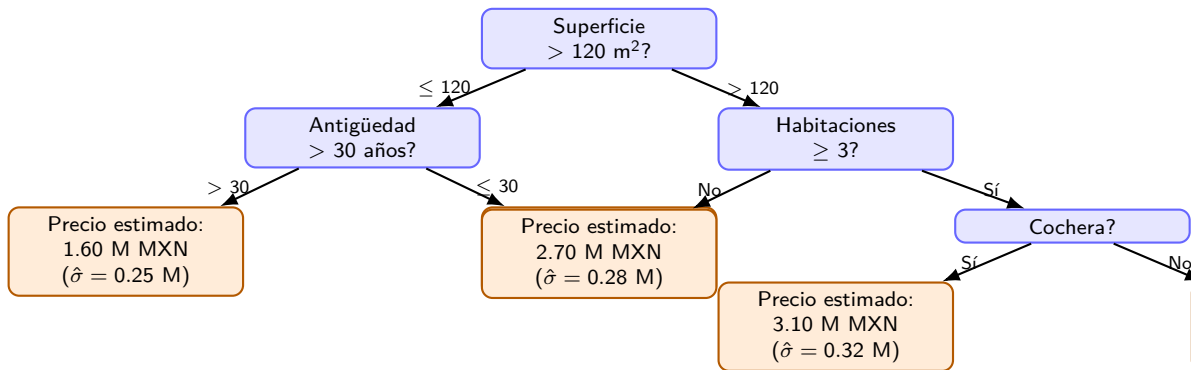 Superficie
> 120 m²?
≤ 120
> 120
Antigüedad
> 30 años?
Habitaciones
≥ 3?
> 30
≤ 30
No
Sí
Precio estimado:
1.60 M MXN
(σ̂ = 0.25 M)
Precio estimado:
2.70 M MXN
(σ̂ = 0.28 M)
Cochera?
Sí
No
Precio estimado:
3.10 M MXN
(σ̂ = 0.32 M)